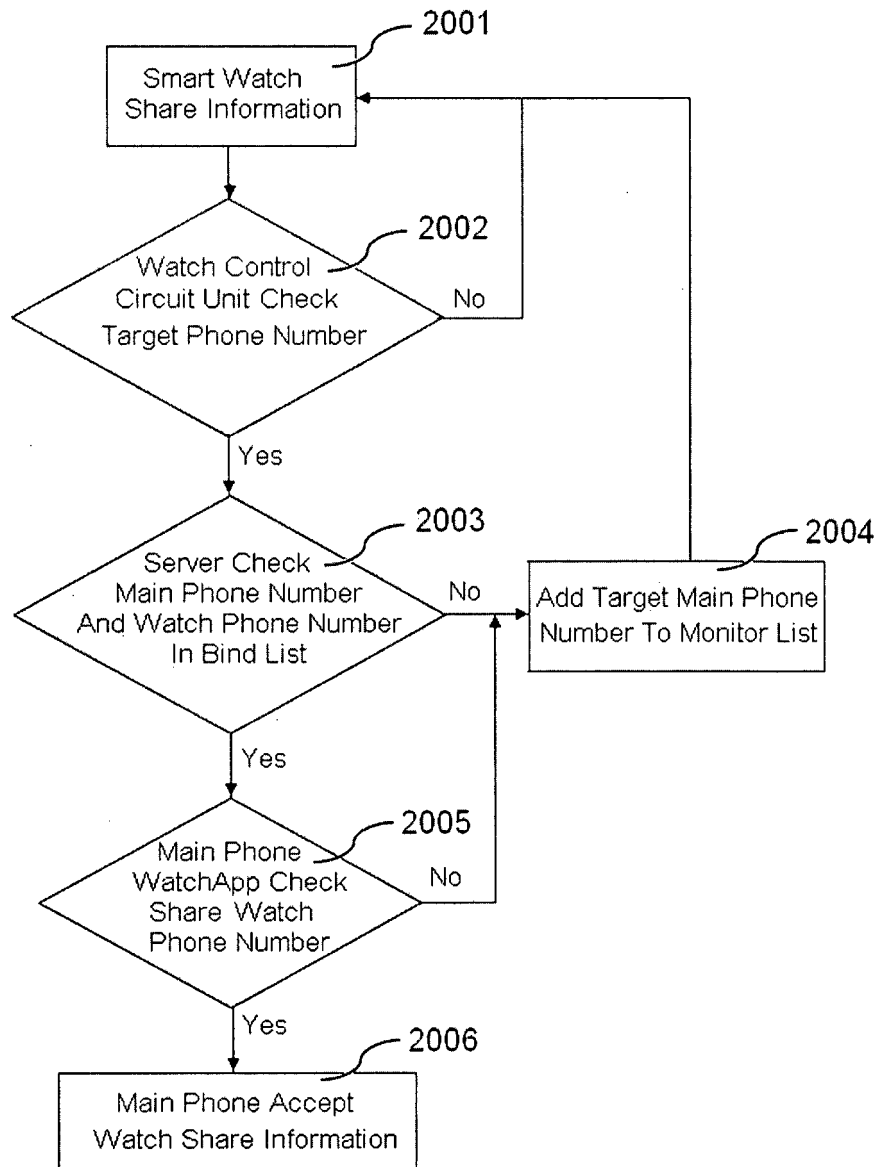 2001
Smart Watch
Share Information
2002
Watch Control
Circuit Unit Check
Target Phone Number
No
Yes
2003
Server Check
Main Phone Number
And Watch Phone Number
In Bind List
No
2004
Add Target Main Phone
Number To Monitor List
Yes
2005
Main Phone
WatchApp Check
Share Watch
Phone Number
No
Yes
2006
Main Phone Accept
Watch Share Information